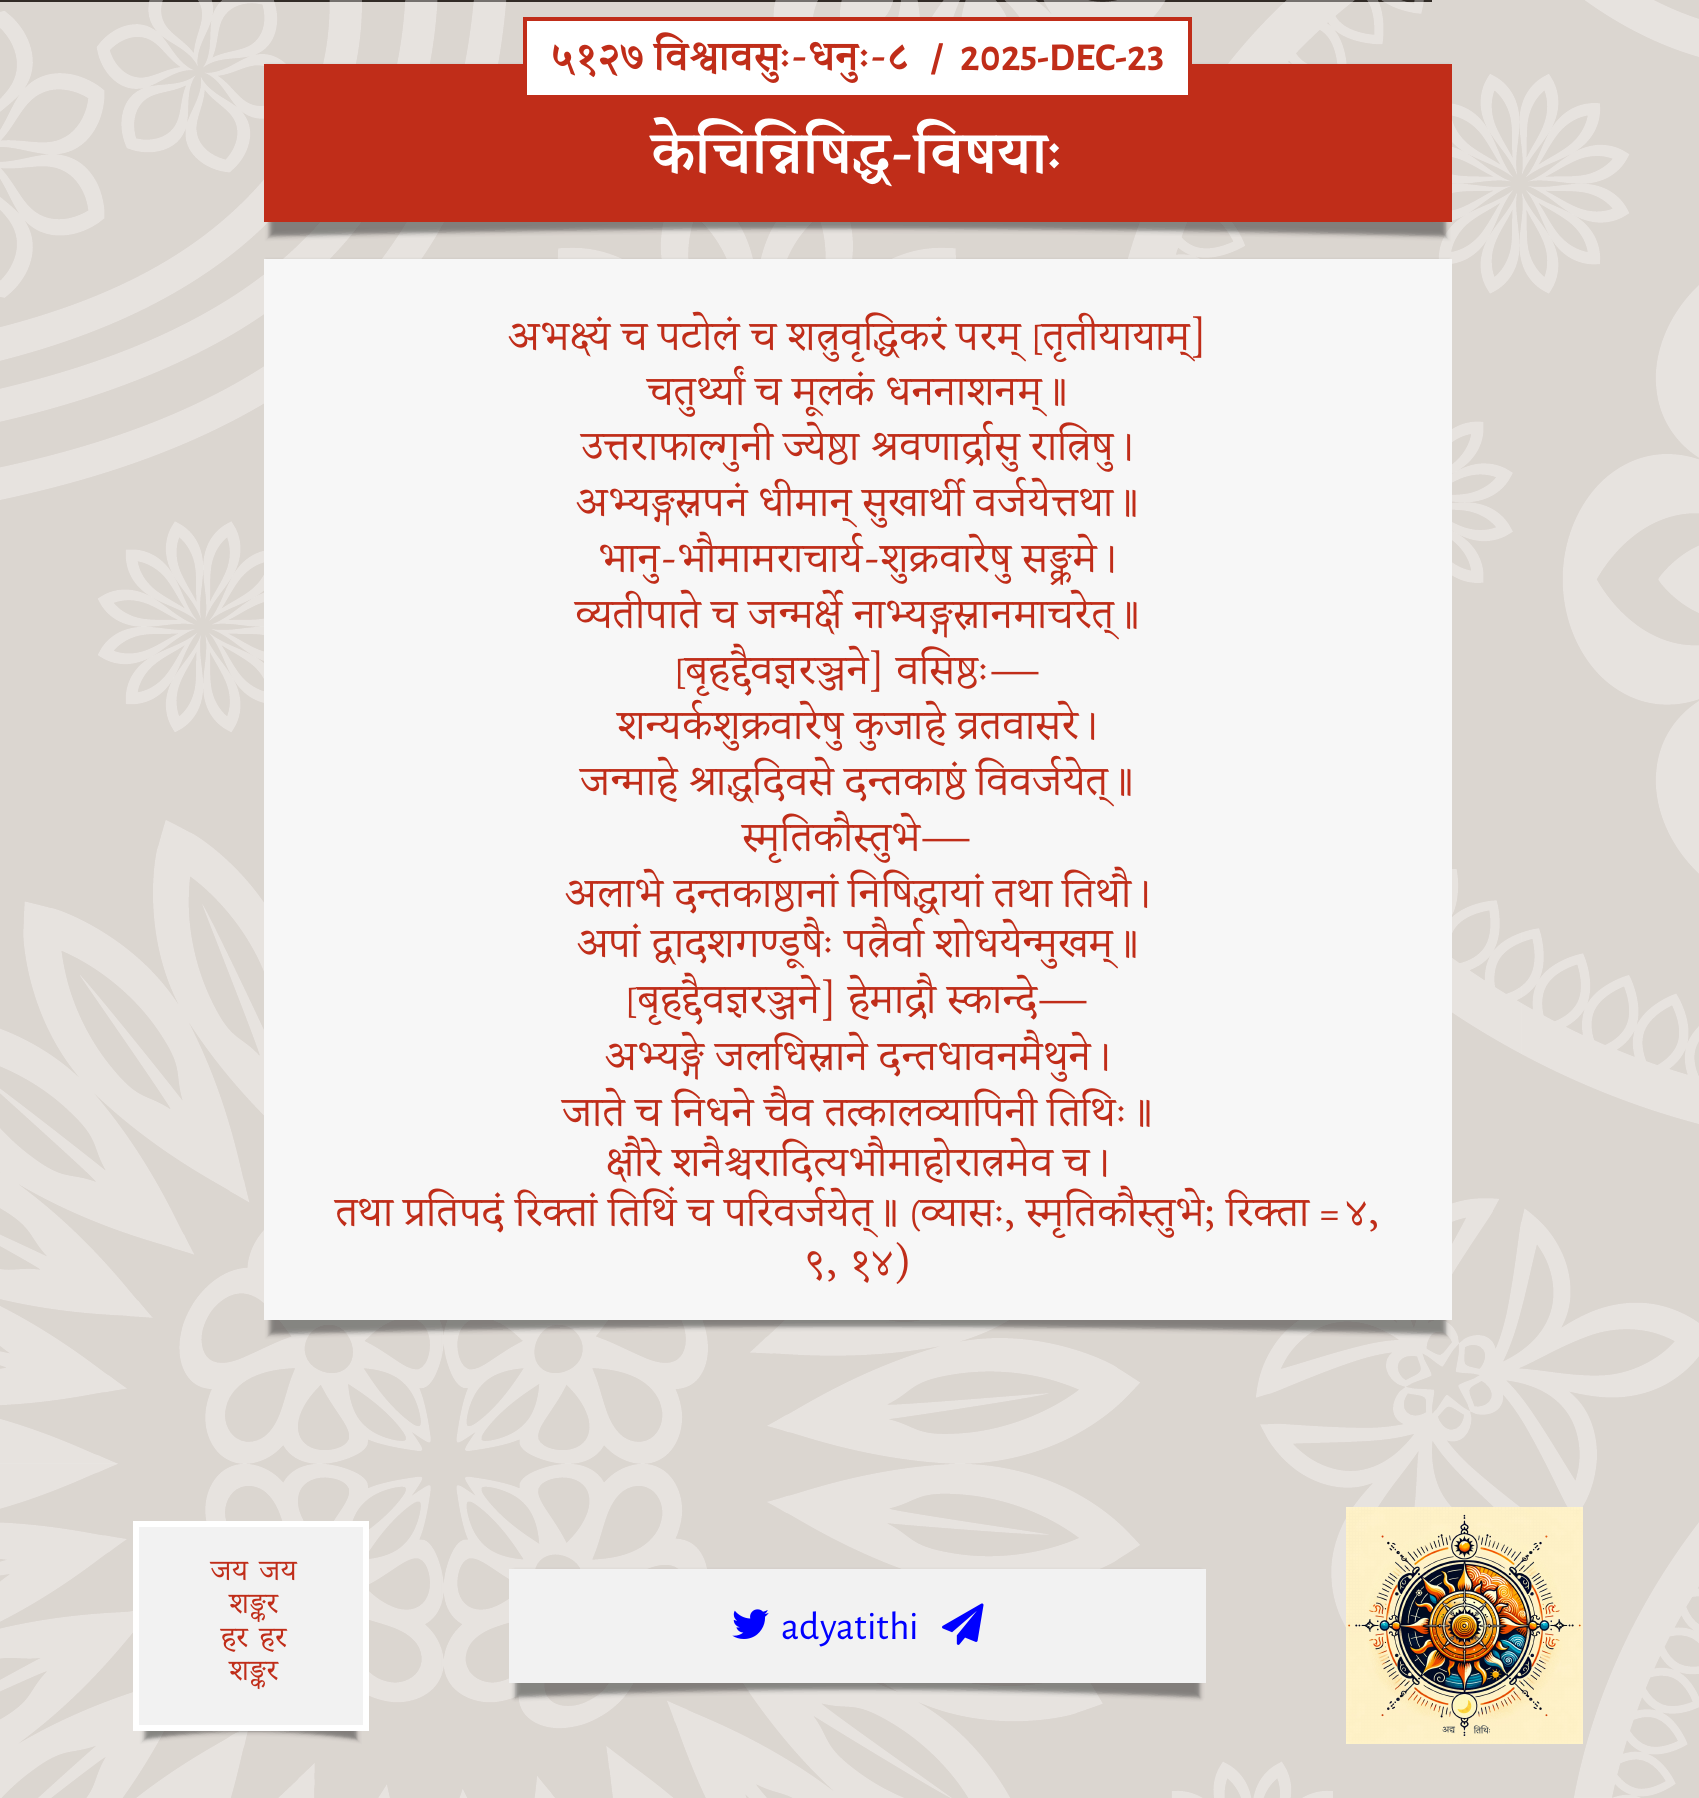 ५१२७ विश्वावसुः-धनुः-८ / 2025-DEC-23
केचिन्निषिद्ध-विषयाः
अभक्ष्यं च पटोलं च शत्रुवृद्धिकरं परम् [तृतीयायाम्]
चतुर्थ्यां च मूलकं धननाशनम्॥
उत्तराफाल्गुनी ज्येष्ठा श्रवणार्द्रासु रात्रिषु।
अभ्यङ्गस्नपनं धीमान् सुखार्थी वर्जयेत्तथा॥
भानु-भौमामराचार्य-शुक्रवारेषु सङ्क्रमे।
व्यतीपाते च जन्मर्क्षे नाभ्यङ्गस्नानमाचरेत्॥
[बृहद्दैवज्ञरञ्जने] वसिष्ठः—
शन्यर्कशुक्रवारेषु कुजाहे व्रतवासरे।
जन्माहे श्राद्धदिवसे दन्तकाष्ठं विवर्जयेत्॥
स्मृतिकौस्तुभे—
अलाभे दन्तकाष्ठानां निषिद्धायां तथा तिथौ।
अपां द्वादशगण्डूषैः पत्रैर्वा शोधयेन्मुखम्॥
[बृहद्दैवज्ञरञ्जने] हेमाद्रौ स्कान्दे—
अभ्यङ्गे जलधिस्नाने दन्तधावनमैथुने।
जाते च निधने चैव तत्कालव्यापिनी तिथिः॥
क्षौरे शनैश्चरादित्यभौमाहोरात्रमेव च।
तथा प्रतिपदं रिक्तां तिथिं च परिवर्जयेत्॥ (व्यासः, स्मृतिकौस्तुभे; रिक्ता = ४,
९, १४)
जय जय
शङ्कर
हर हर
शङ्कर
adyatithi
अद्य तिथिः